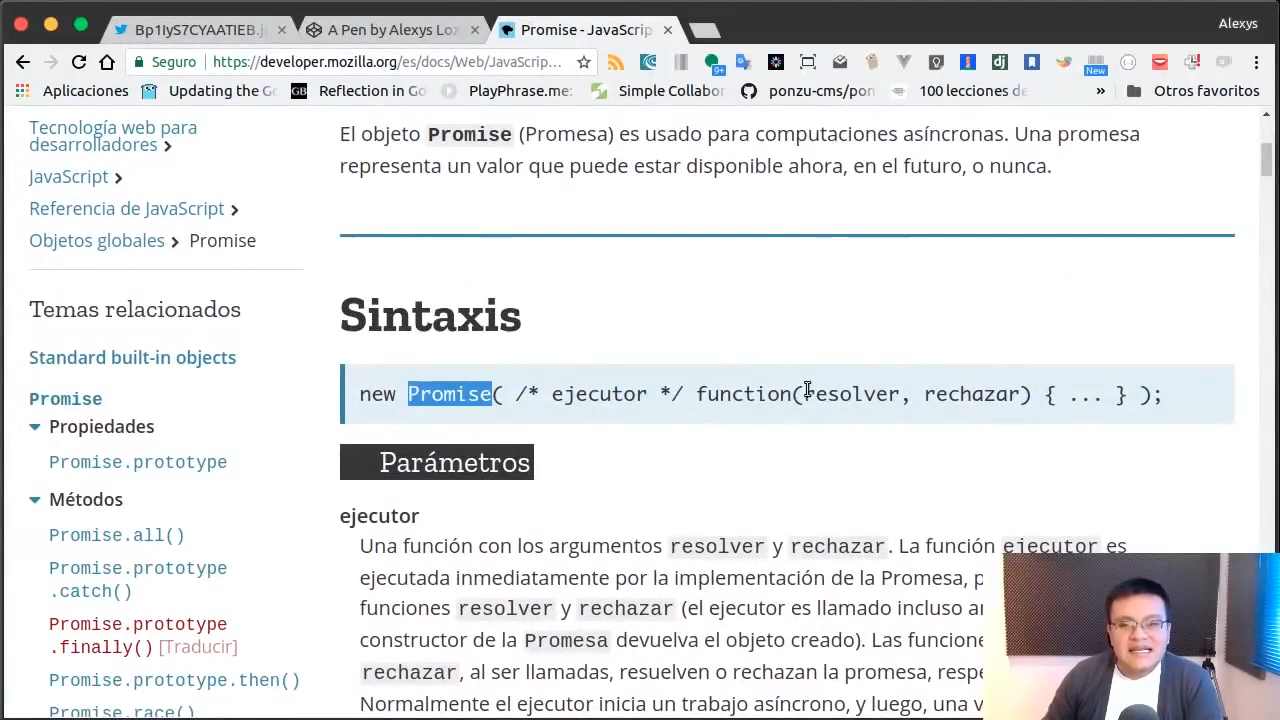 Alexys
Bp1IyS7CYAATIEB.j
A Pen by Alexys Loz
Promise - JavaScrip
Seguro
https://developer.mozilla.org/es/docs/Web/JavaScrip...
9+
New
Aplicaciones
Updating the Go
GB
Reflection in Go
PlayPhrase.me:
Simple Collabor
ponzu-cms/pon
100 lecciones de
»
Otros favoritos
Tecnología web para
desarrolladores
JavaScript
Referencia de JavaScript
Objetos globales
Promise
Temas relacionados
Standard built-in objects
Promise
Propiedades
Promise.prototype
Métodos
Promise.all()
Promise.prototype
.catch()
Promise.prototype
.finally() [Traducir]
Promise.prototype.then()
Promise.race()
El objeto Promise (Promesa) es usado para computaciones asíncronas. Una promesa
representa un valor que puede estar disponible ahora, en el futuro, o nunca.
Sintaxis
new Promise( /* ejecutor */ function(resolver, rechazar) { ... } );
Parámetros
ejecutor
Una función con los argumentos resolver y rechazar. La función ejecutor es
ejecutada inmediatamente por la implementación de la Promesa, p
funciones resolver y rechazar (el ejecutor es llamado incluso an
constructor de la Promesa devuelva el objeto creado). Las funcione
rechazar, al ser llamadas, resuelven o rechazan la promesa, respe
Normalmente el ejecutor inicia un trabajo asíncrono, y luego, una v